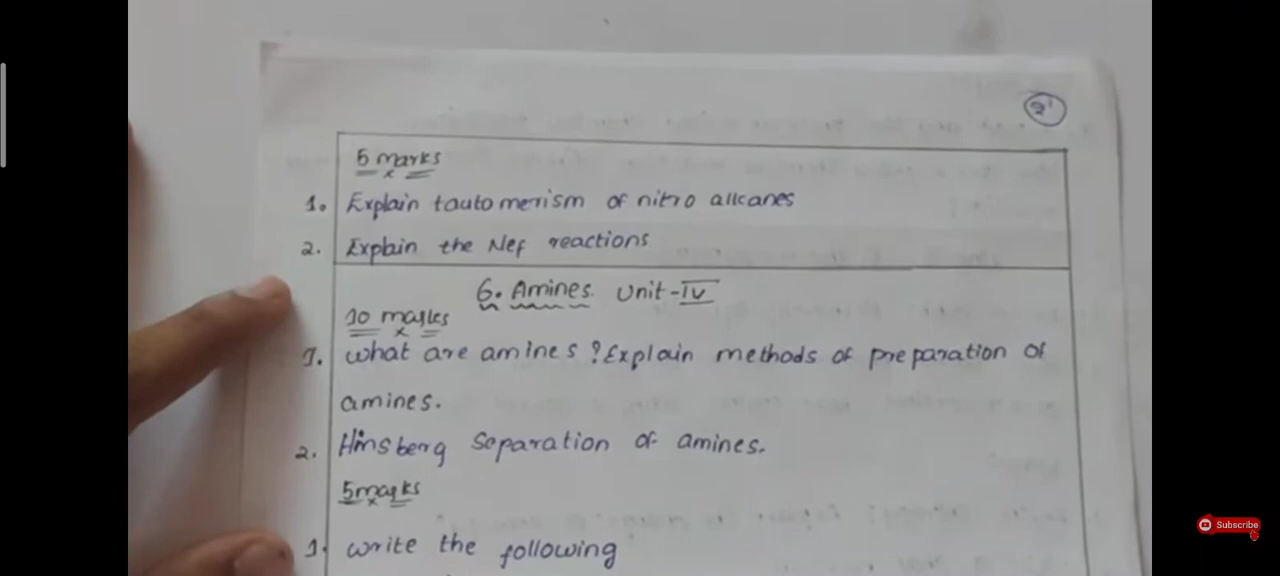 2
5 marks
1. Explain tautomerism of nitro alkanes
2. Explain the Nef reactions
6. Amines Unit-IV
10 marks
1. What are amines? Explain methods of preparation of
amines.
2. Hinsberg Separation of amines.
5 marks
1. write the following
Subscribe